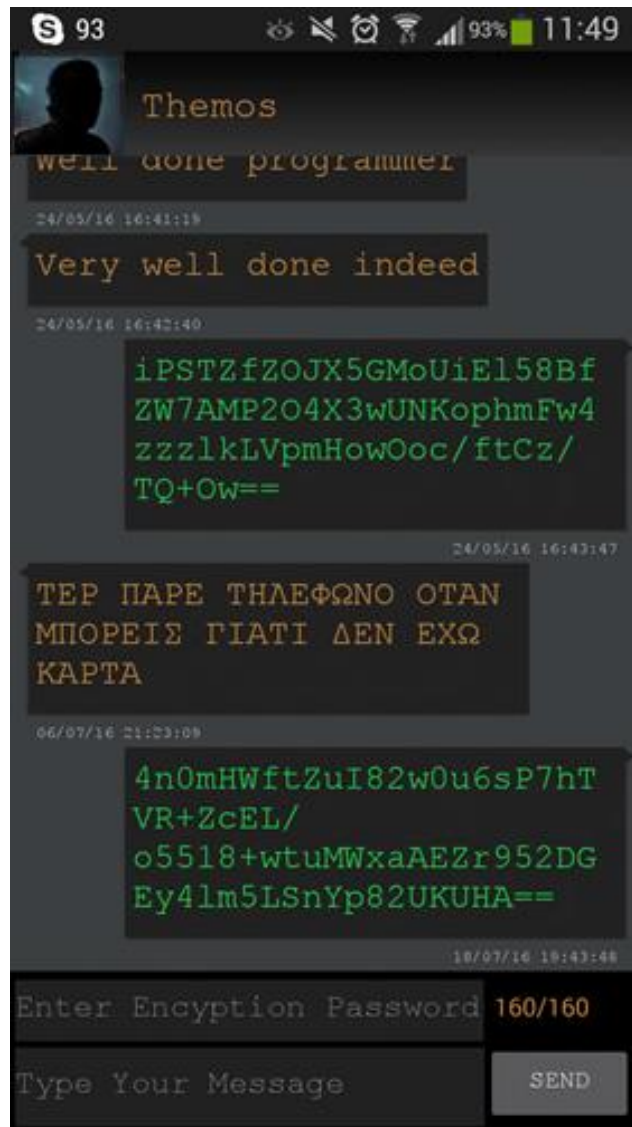 S 93 93% 11:49
Themos
Well done programmer
24/05/16 16:41:19
Very well done indeed
24/05/16 16:42:40
iPSTZfZOJX5GMoUiEl58Bf
ZW7AMP2O4X3wUNKophmFw4
zzzlkLVpmHowOoc/ftCz/
TQ+Ow==
24/05/16 16:43:47
ΤΕΡ ΠΑΡΕ ΤΗΛΕΦΩΝΟ ΟΤΑΝ
ΜΠΟΡΕΙΣ ΓΙΑΤΙ ΔΕΝ ΕΧΩ
ΚΑΡΤΑ
06/07/16 21:23:09
4n0mHWftZuI82w0u6sP7hT
VR+ZcEL/
o5518+wtuMWxaAEZr952DG
Ey4lm5LSnYp82UKUHA==
18/07/16 19:43:46
Enter Encyption Password 160/160
Type Your Message SEND